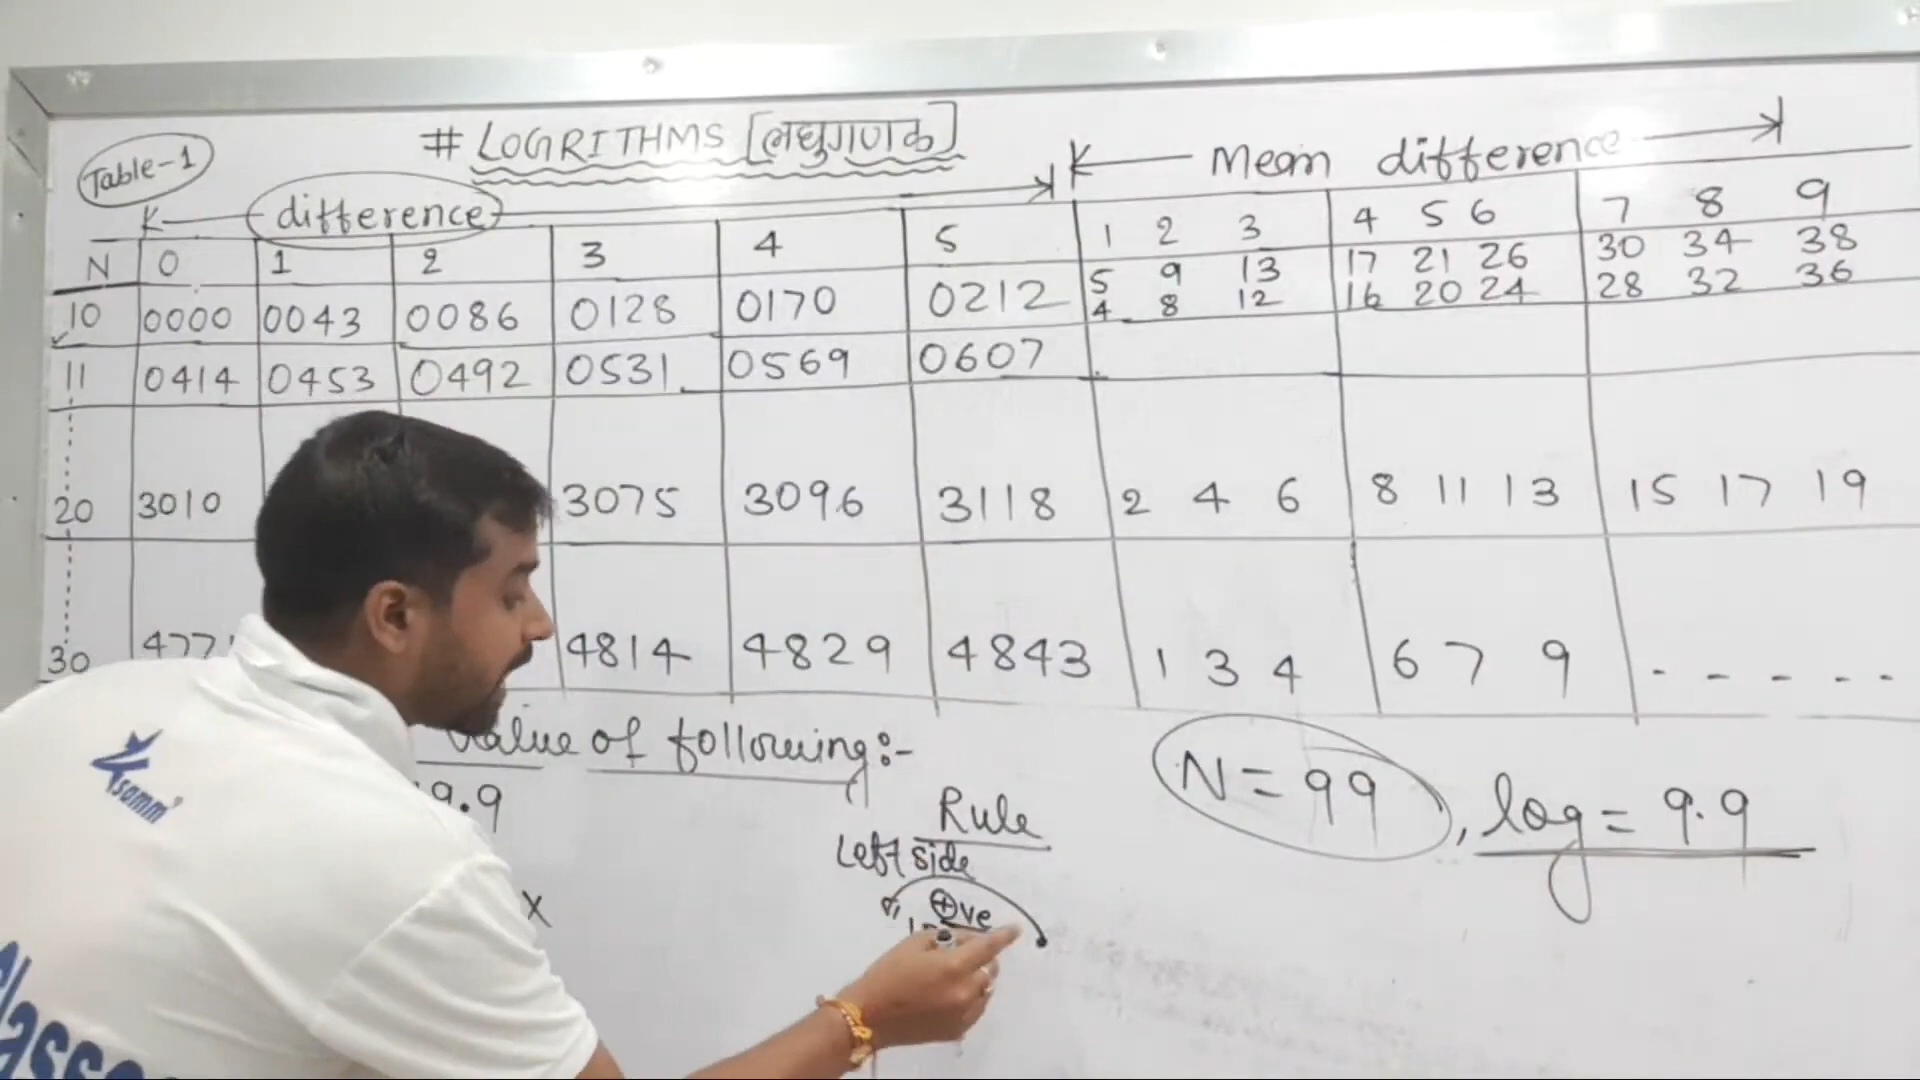 Table-1
# LOGRITHMS [लघुगणक]
Mean difference
difference
N 0 1 2 3 4 5 1 2 3 4 5 6 7 8 9
10 0000 0043 0086 0128 0170 0212 5 9 13 17 21 26 30 34 38
4 8 12 16 20 24 28 32 36
11 0414 0453 0492 0531 0569 0607
20 3010 3075 3096 3118 2 4 6 8 11 13 15 17 19
30 477 4814 4829 4843 1 3 4 6 7 9 - - - - -
value of following:-
9.9
Rule
Left side
⊕ve
x
N = 99, log = 9.9
samm